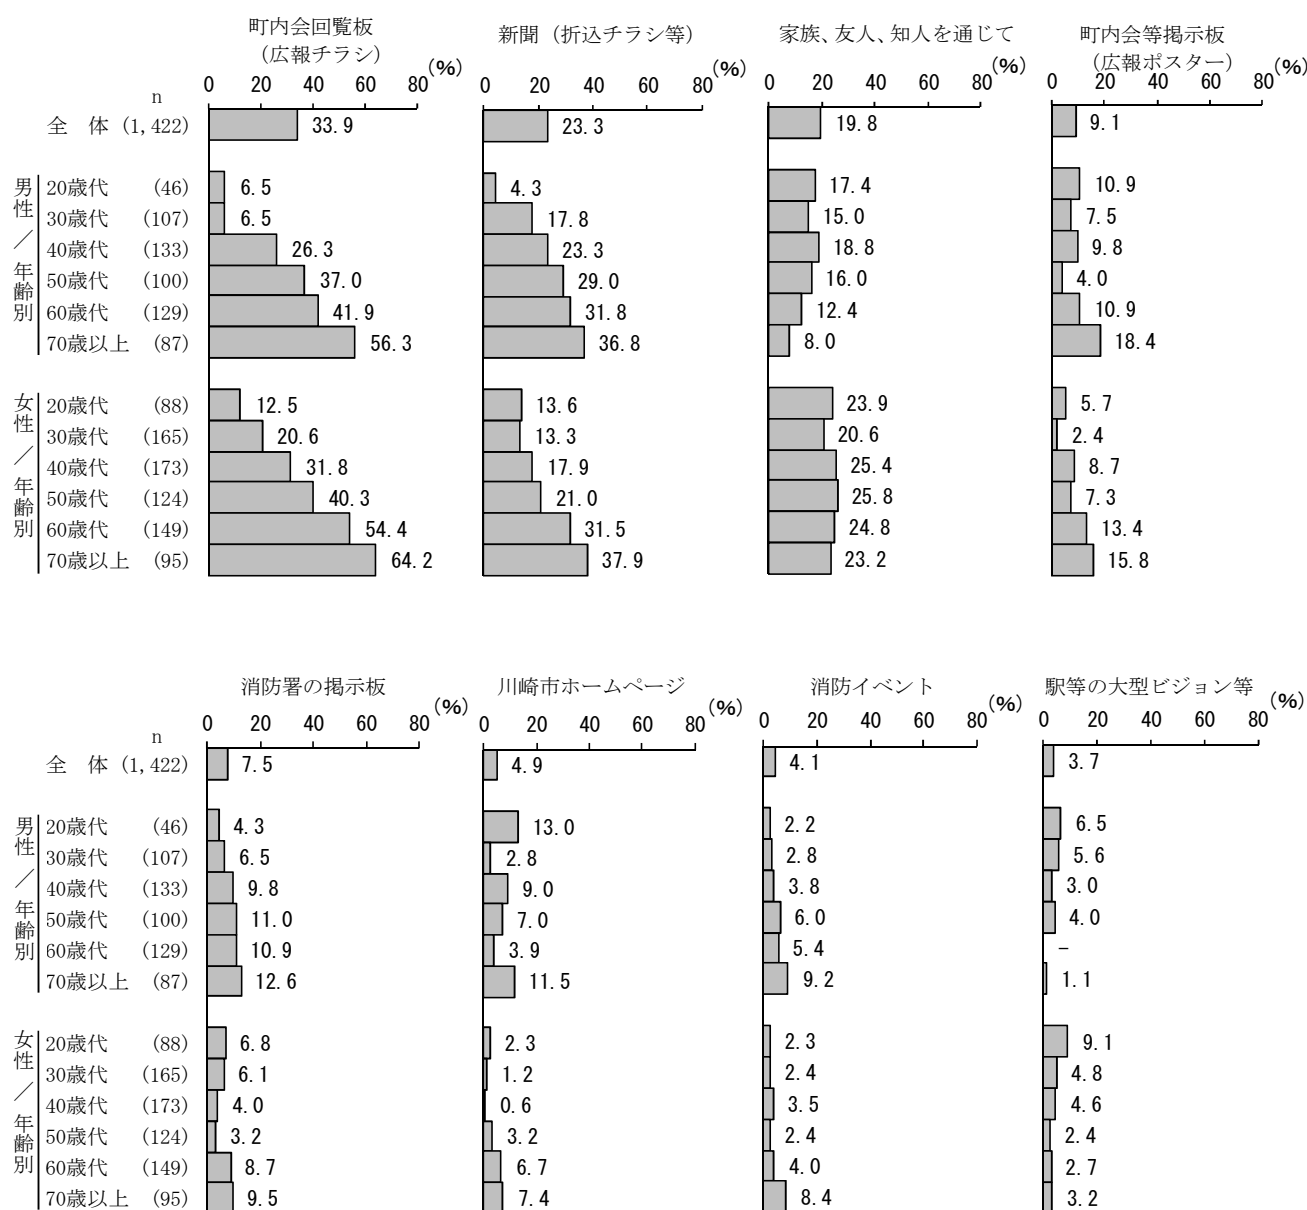 町内会回覧板
（広報チラシ）
新聞（折込チラシ等）
家族、友人、知人を通じて
町内会等掲示板
（広報ポスター）
0 20 40 60 80 (%)
0 20 40 60 80 (%)
0 20 40 60 80 (%)
0 20 40 60 80 (%)
n
全　体 (1,422) 33.9 23.3 19.8 9.1
男性／年齢別
20歳代 (46) 6.5 4.3 17.4 10.9
30歳代 (107) 6.5 17.8 15.0 7.5
40歳代 (133) 26.3 23.3 18.8 9.8
50歳代 (100) 37.0 29.0 16.0 4.0
60歳代 (129) 41.9 31.8 12.4 10.9
70歳以上 (87) 56.3 36.8 8.0 18.4
女性／年齢別
20歳代 (88) 12.5 13.6 23.9 5.7
30歳代 (165) 20.6 13.3 20.6 2.4
40歳代 (173) 31.8 17.9 25.4 8.7
50歳代 (124) 40.3 21.0 25.8 7.3
60歳代 (149) 54.4 31.5 24.8 13.4
70歳以上 (95) 64.2 37.9 23.2 15.8
消防署の掲示板
川崎市ホームページ
消防イベント
駅等の大型ビジョン等
0 20 40 60 80 (%)
0 20 40 60 80 (%)
0 20 40 60 80 (%)
0 20 40 60 80 (%)
n
全　体 (1,422) 7.5 4.9 4.1 3.7
男性／年齢別
20歳代 (46) 4.3 13.0 2.2 6.5
30歳代 (107) 6.5 2.8 2.8 5.6
40歳代 (133) 9.8 9.0 3.8 3.0
50歳代 (100) 11.0 7.0 6.0 4.0
60歳代 (129) 10.9 3.9 5.4 −
70歳以上 (87) 12.6 11.5 9.2 1.1
女性／年齢別
20歳代 (88) 6.8 2.3 2.3 9.1
30歳代 (165) 6.1 1.2 2.4 4.8
40歳代 (173) 4.0 0.6 3.5 4.6
50歳代 (124) 3.2 3.2 2.4 2.4
60歳代 (149) 8.7 6.7 4.0 2.7
70歳以上 (95) 9.5 7.4 8.4 3.2